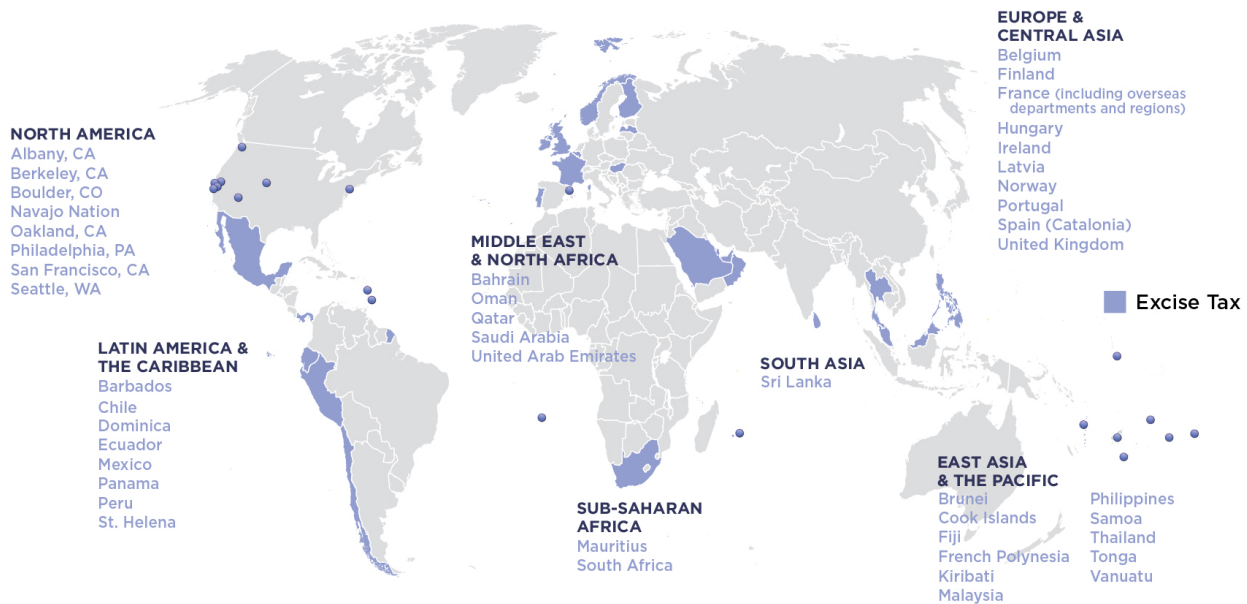 NORTH AMERICA
Albany, CA
Berkeley, CA
Boulder, CO
Navajo Nation
Oakland, CA
Philadelphia, PA
San Francisco, CA
Seattle, WA
LATIN AMERICA &
THE CARIBBEAN
Barbados
Chile
Dominica
Ecuador
Mexico
Panama
Peru
St. Helena
MIDDLE EAST
& NORTH AFRICA
Bahrain
Oman
Qatar
Saudi Arabia
United Arab Emirates
SUB-SAHARAN
AFRICA
Mauritius
South Africa
SOUTH ASIA
Sri Lanka
EUROPE &
CENTRAL ASIA
Belgium
Finland
France (including overseas
departments and regions)
Hungary
Ireland
Latvia
Norway
Portugal
Spain (Catalonia)
United Kingdom
Excise Tax
EAST ASIA
& THE PACIFIC
Brunei
Cook Islands
Fiji
French Polynesia
Kiribati
Malaysia
Philippines
Samoa
Thailand
Tonga
Vanuatu